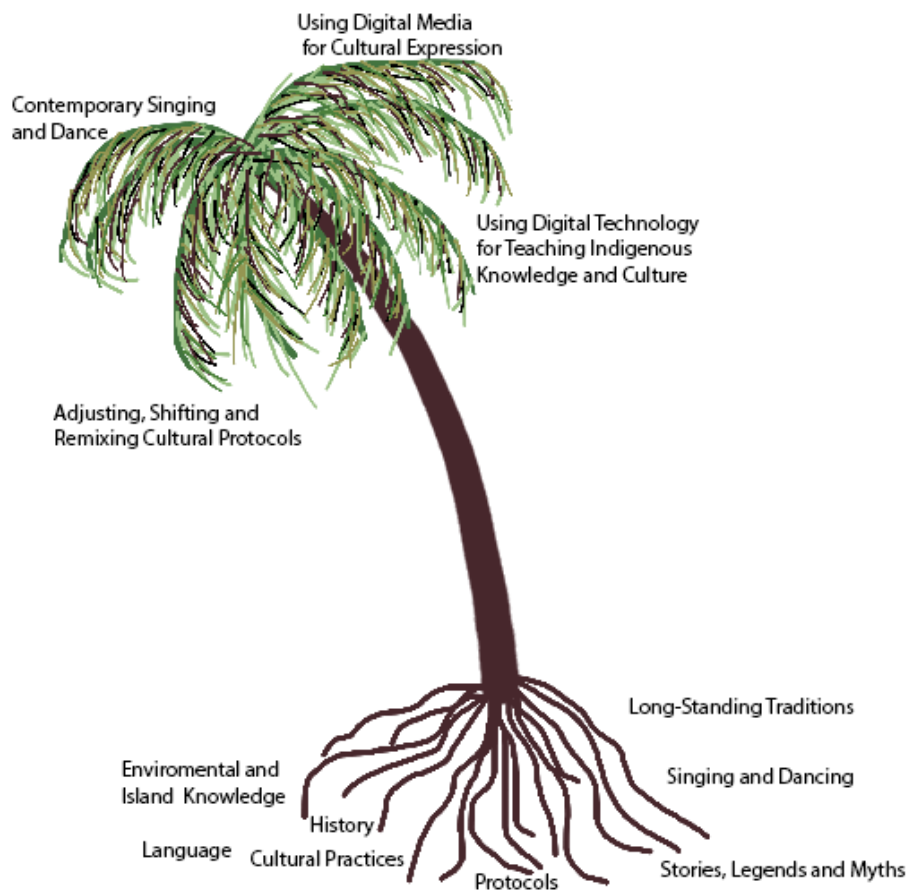 Using Digital Media
for Cultural Expression
Contemporary Singing
and Dance
Using Digital Technology
for Teaching Indigenous
Knowledge and Culture
Adjusting, Shifting and
Remixing Cultural Protocols
Long-Standing Traditions
Enviromental and
Island Knowledge
Singing and Dancing
History
Language
Cultural Practices
Stories, Legends and Myths
Protocols